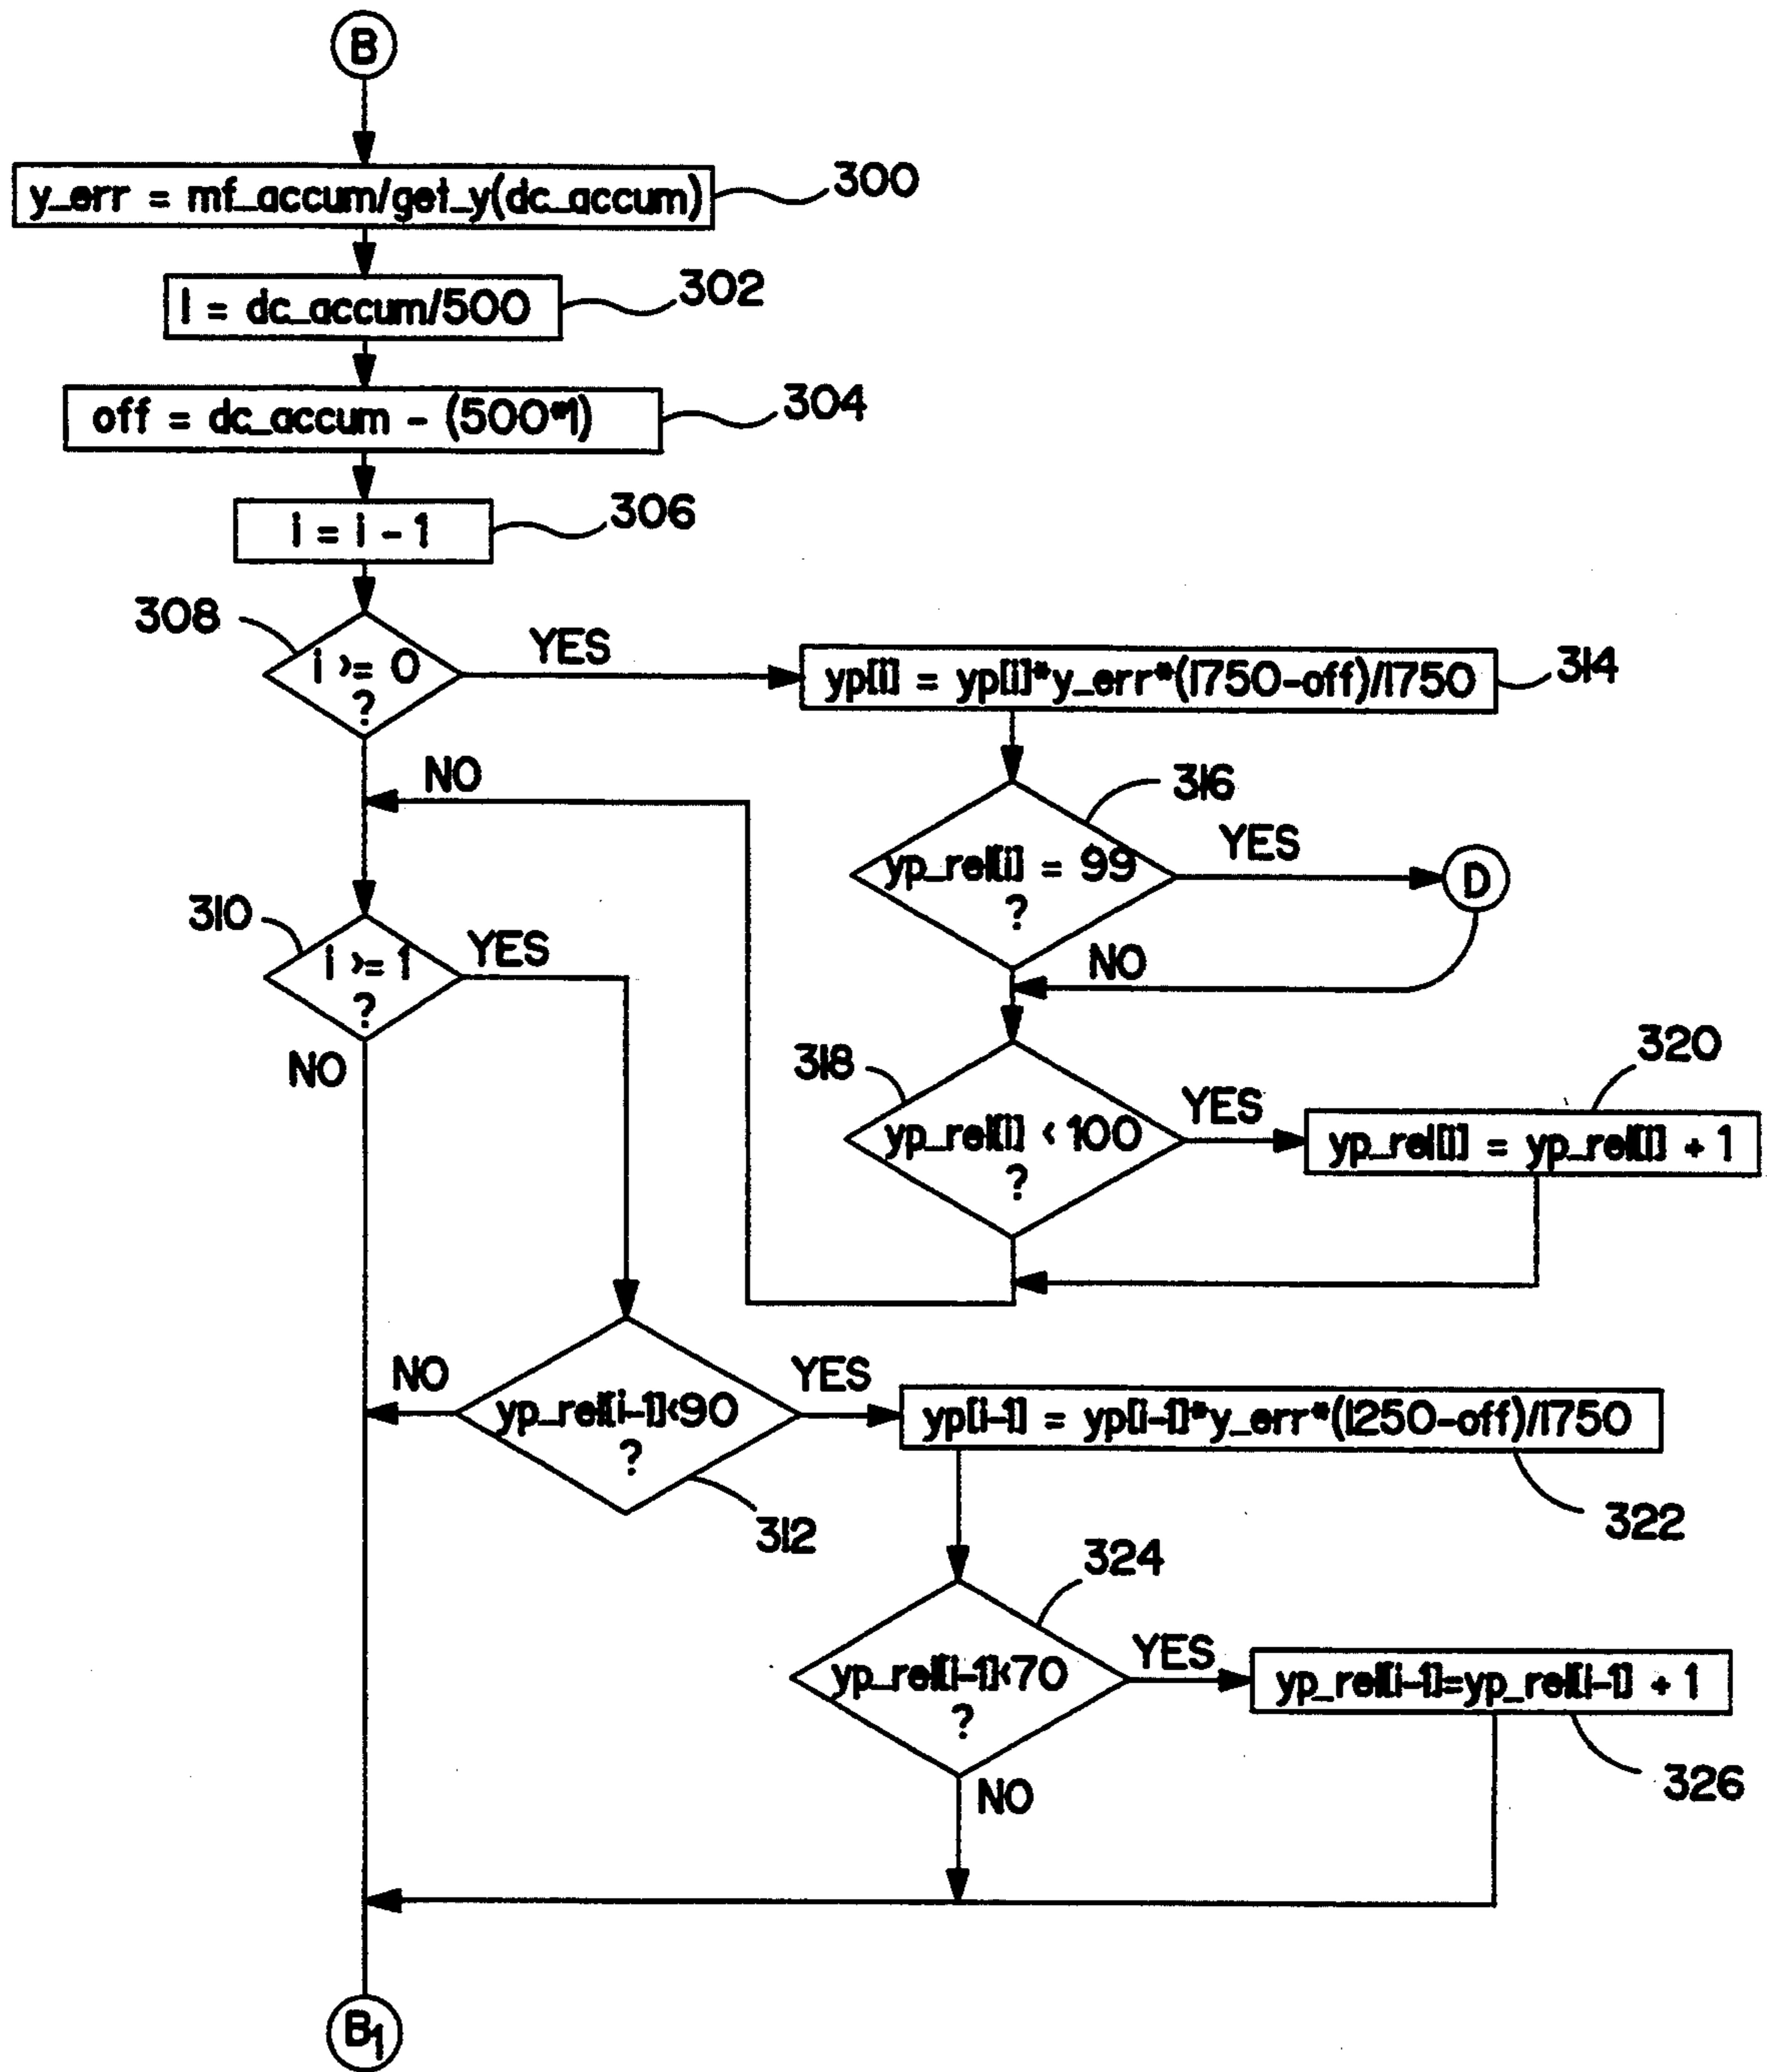 B
y_err = mf_accum/get_y(dc_accum)
300
i = dc_accum/500
302
off = dc_accum - (500*i)
304
i = i - 1
306
308
i >= 0
?
YES
yp[i] = yp[i]*y_err*(1750-off)/1750
314
NO
316
yp_rel[i] = 99
?
YES
D
310
i >= 1
?
YES
NO
NO
318
yp_rel[i] < 100
?
YES
320
yp_rel[i] = yp_rel[i] + 1
NO
yp_rel[i-1]<90
?
YES
312
yp[i-1] = yp[i-1]*y_err*(1250-off)/1750
322
324
yp_rel[i-1]<70
?
YES
yp_rel[i-1]=yp_rel[i-1] + 1
326
NO
B1